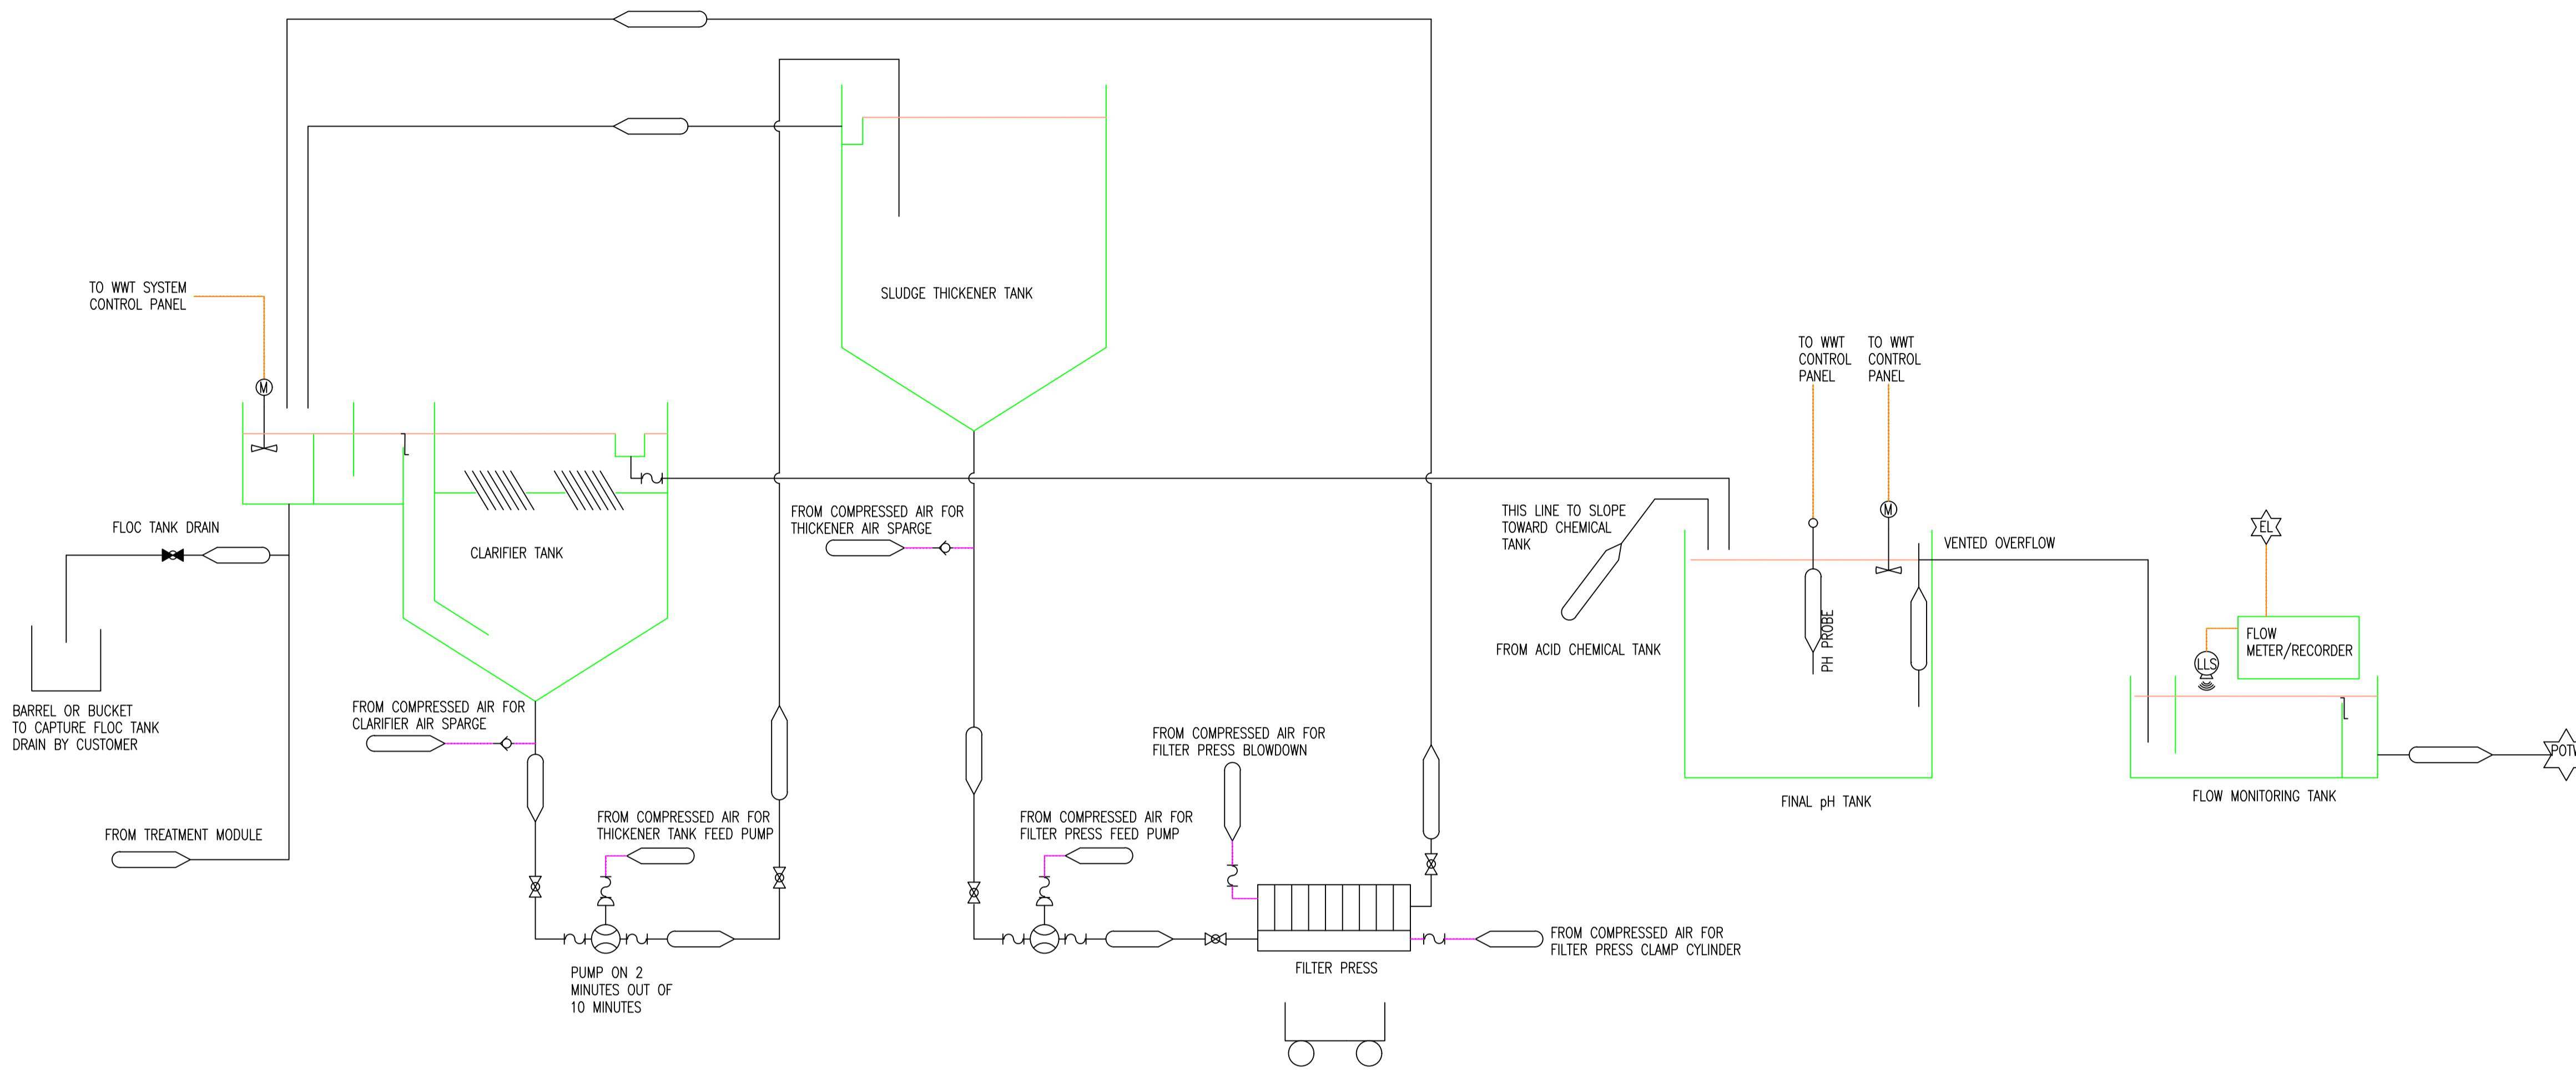 TO WWT SYSTEM
CONTROL PANEL
M
SLUDGE THICKENER TANK
FLOC TANK DRAIN
CLARIFIER TANK
BARREL OR BUCKET
TO CAPTURE FLOC TANK
DRAIN BY CUSTOMER
FROM TREATMENT MODULE
FROM COMPRESSED AIR FOR
CLARIFIER AIR SPARGE
FROM COMPRESSED AIR FOR
THICKENER TANK FEED PUMP
PUMP ON 2
MINUTES OUT OF
10 MINUTES
FROM COMPRESSED AIR FOR
THICKENER AIR SPARGE
FROM COMPRESSED AIR FOR
FILTER PRESS FEED PUMP
FROM COMPRESSED AIR FOR
FILTER PRESS BLOWDOWN
FILTER PRESS
FROM COMPRESSED AIR FOR
FILTER PRESS CLAMP CYLINDER
THIS LINE TO SLOPE
TOWARD CHEMICAL
TANK
FROM ACID CHEMICAL TANK
TO WWT
CONTROL
PANEL
TO WWT
CONTROL
PANEL
M
PH PROBE
VENTED OVERFLOW
FINAL pH TANK
EL
FLOW
METER/RECORDER
LLS
FLOW MONITORING TANK
POTW